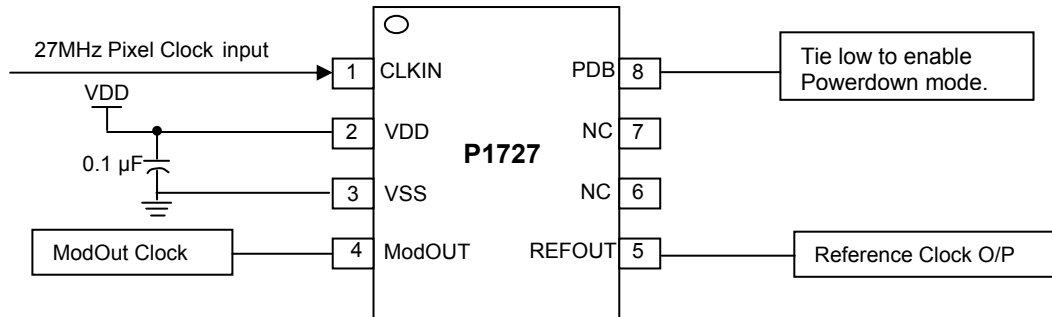 27MHz Pixel Clock input
1 CLKIN
PDB 8
Tie low to enable
Powerdown mode.
VDD
2 VDD
NC 7
0.1 µF
P1727
3 VSS
NC 6
ModOut Clock
4 ModOUT
REFOUT 5
Reference Clock O/P